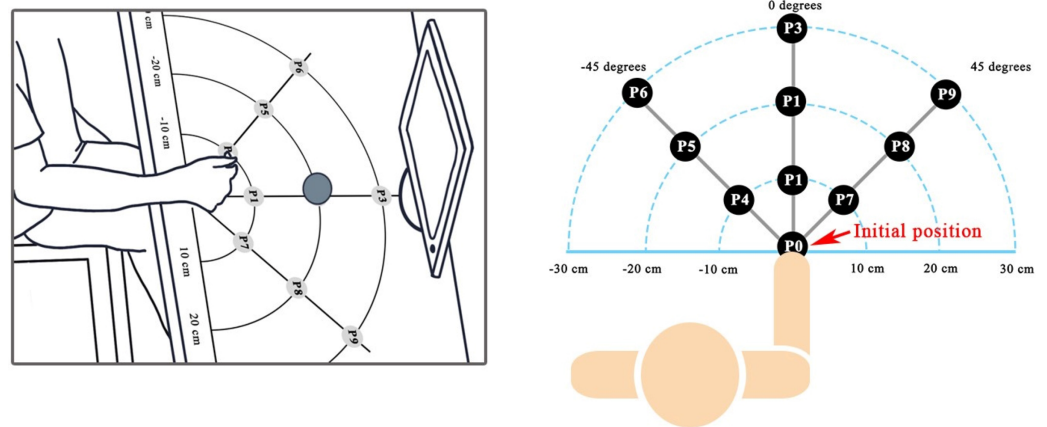 cm
-20 cm
-10 cm
10 cm
20 cm
P6
P5
P1
P3
P7
P8
P9
0 degrees
P3
-45 degrees
45 degrees
P6
P9
P1
P5
P8
P1
P4
P7
P0
Initial position
-30 cm
-20 cm
-10 cm
10 cm
20 cm
30 cm